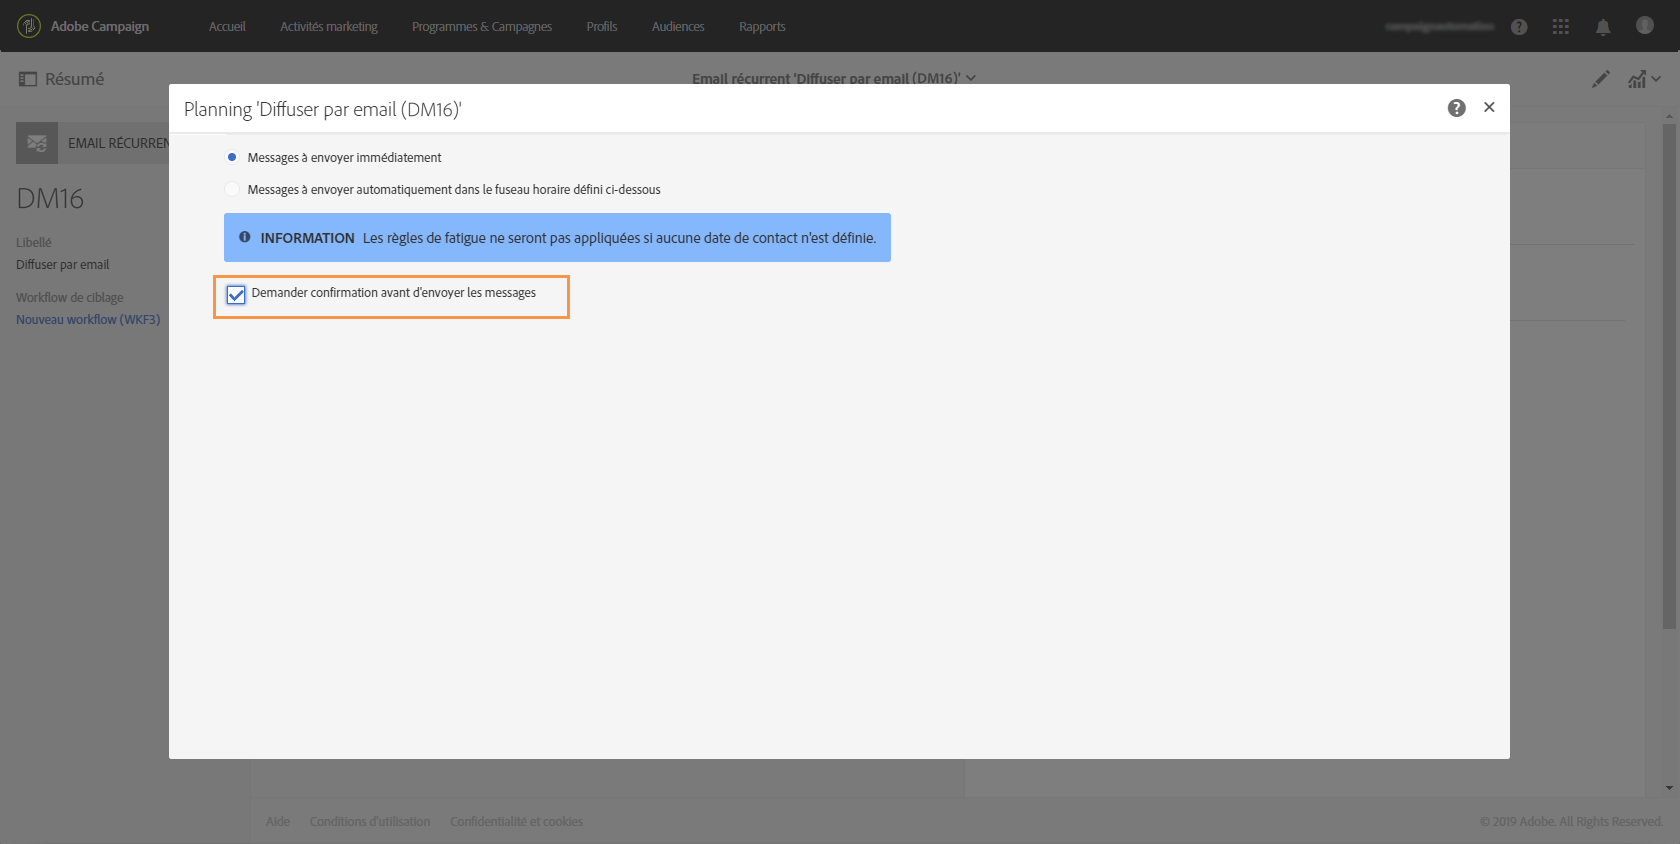 Adobe Campaign
Accueil
Activités marketing
Programmes & Campagnes
Profils
Audiences
Rapports
Résumé
Email récurrent 'Diffuser par email (DM16)'
Planning 'Diffuser par email (DM16)'
EMAIL RÉCURREN
DM16
Libellé
Diffuser par email
Workflow de ciblage
Nouveau workflow (WKF3)
Messages à envoyer immédiatement
Messages à envoyer automatiquement dans le fuseau horaire défini ci-dessous
INFORMATION Les règles de fatigue ne seront pas appliquées si aucune date de contact n'est définie.
Demander confirmation avant d'envoyer les messages
Aide
Conditions d'utilisation
Confidentialité et cookies
© 2019 Adobe. All Rights Reserved.